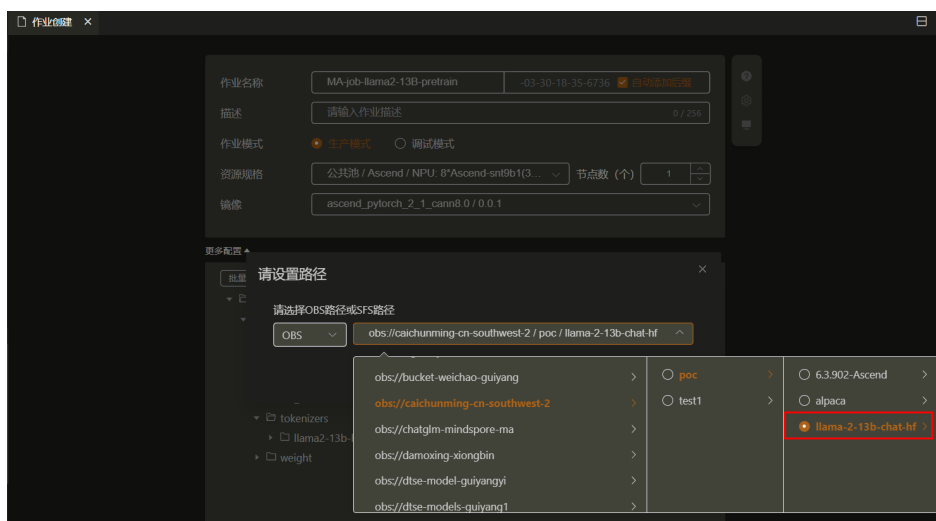 作业创建 ×
作业名称 MA-job-llama2-13B-pretrain -03-30-18-35-6736 自动添加后缀
描述 请输入作业描述 0 / 256
作业模式 生产模式 调试模式
资源规格 公共池 / Ascend / NPU: 8*Ascend-snt9b1(3... 节点数 (个) 1
镜像 ascend_pytorch_2_1_cann8.0 / 0.0.1
更多配置
批量
请设置路径 ×
请选择OBS路径或SFS路径
OBS obs://caichunming-cn-southwest-2 / poc / llama-2-13b-chat-hf
obs://bucket-weichao-guiyang
obs://caichunming-cn-southwest-2
obs://chatglm-mindspore-ma
obs://damoxing-xiongbin
obs://dtse-model-guiyangyi
obs://dtse-models-guiyang1
poc
test1
6.3.902-Ascend
alpaca
llama-2-13b-chat-hf
tokenizers
llama2-13b-
weight